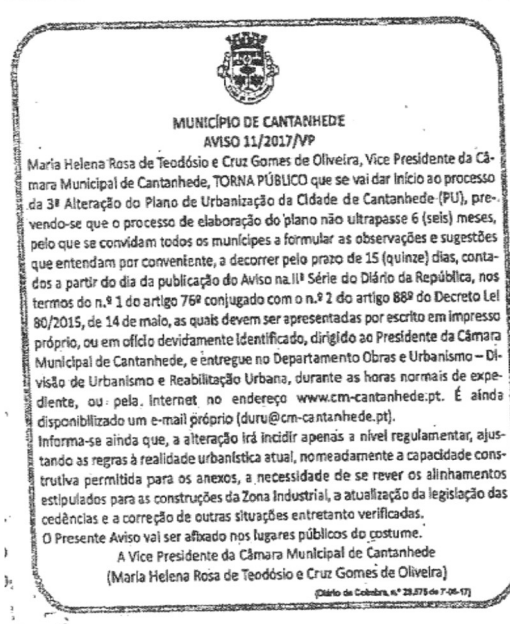 MUNICÍPIO DE CANTANHEDE
AVISO 11/2017/VP
Maria Helena Rosa de Teodósio e Cruz Gomes de Oliveira, Vice Presidente da Câ-
mara Municipal de Cantanhede, TORNA PÚBLICO que se vai dar início ao processo
da 3ª Alteração do Plano de Urbanização da Cidade de Cantanhede (PU), pre-
vendo-se que o processo de elaboração do plano não ultrapasse 6 (seis) meses,
pelo que se convidam todos os munícipes a formular as observações e sugestões
que entendam por conveniente, a decorrer pelo prazo de 15 (quinze) dias, conta-
dos a partir do dia da publicação do Aviso na IIª Série do Diário da República, nos
termos do n.º 1 do artigo 76º conjugado com o n.º 2 do artigo 88º do Decreto Lei
80/2015, de 14 de maio, as quais devem ser apresentadas por escrito em impresso
próprio, ou em ofício devidamente identificado, dirigido ao Presidente da Câmara
Municipal de Cantanhede, e entregue no Departamento Obras e Urbanismo – Di-
visão de Urbanismo e Reabilitação Urbana, durante as horas normais de expe-
diente, ou pela Internet no endereço www.cm-cantanhede.pt. É ainda
disponibilizado um e-mail próprio (duru@cm-cantanhede.pt).
Informa-se ainda que, a alteração irá incidir apenas a nível regulamentar, ajus-
tando as regras à realidade urbanística atual, nomeadamente a capacidade cons-
trutiva permitida para os anexos, a necessidade de se rever os alinhamentos
estipulados para as construções da Zona Industrial, a atualização da legislação das
cedências e a correção de outras situações entretanto verificadas.
O Presente Aviso vai ser afixado nos lugares públicos do costume.
A Vice Presidente da Câmara Municipal de Cantanhede
(Maria Helena Rosa de Teodósio e Cruz Gomes de Oliveira)
(Diário de Coimbra, n.º 28.575 de 7-06-17)